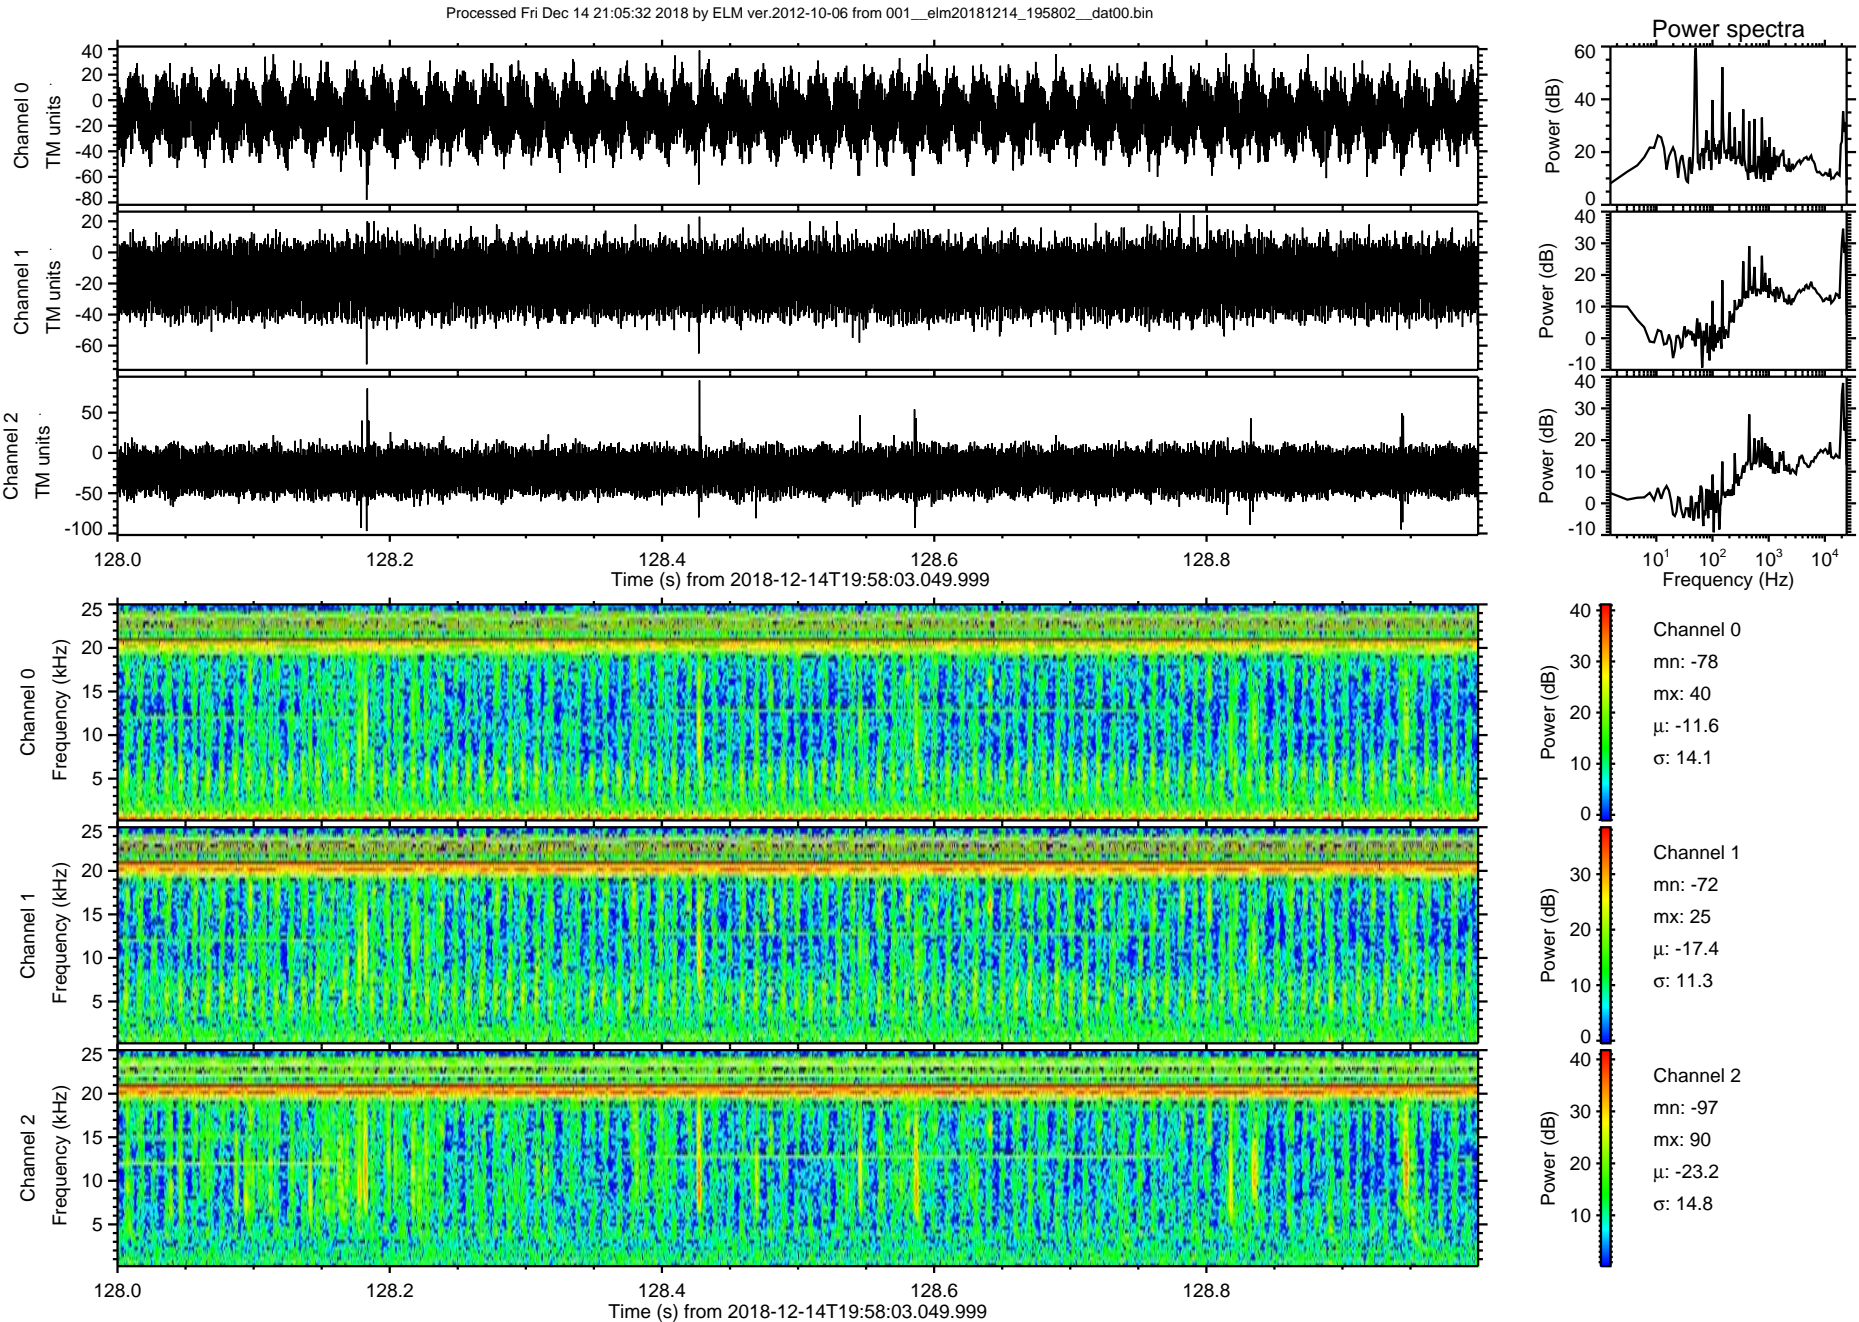 Processed Fri Dec 14 21:05:32 2018 by ELM ver.2012-10-06 from 001__elm20181214_195802__dat00.bin
Power spectra
Channel 0
TM units
40
20
0
-20
-40
-60
-80
Power (dB)
60
40
20
0
Channel 1
TM units
20
0
-20
-40
-60
Power (dB)
40
30
20
10
0
-10
Channel 2
TM units
50
0
-50
-100
Power (dB)
40
30
20
10
0
-10
128.0 128.2 128.4 128.6 128.8
Time (s) from 2018-12-14T19:58:03.049.999
10¹ 10² 10³ 10⁴
Frequency (Hz)
Channel 0
Frequency (kHz)
25
20
15
10
5
Power (dB)
40
30
20
10
0
Channel 0
mn: -78
mx: 40
μ: -11.6
σ: 14.1
Channel 1
Frequency (kHz)
25
20
15
10
5
Power (dB)
30
20
10
0
Channel 1
mn: -72
mx: 25
μ: -17.4
σ: 11.3
Channel 2
Frequency (kHz)
25
20
15
10
5
Power (dB)
40
30
20
10
Channel 2
mn: -97
mx: 90
μ: -23.2
σ: 14.8
128.0 128.2 128.4 128.6 128.8
Time (s) from 2018-12-14T19:58:03.049.999